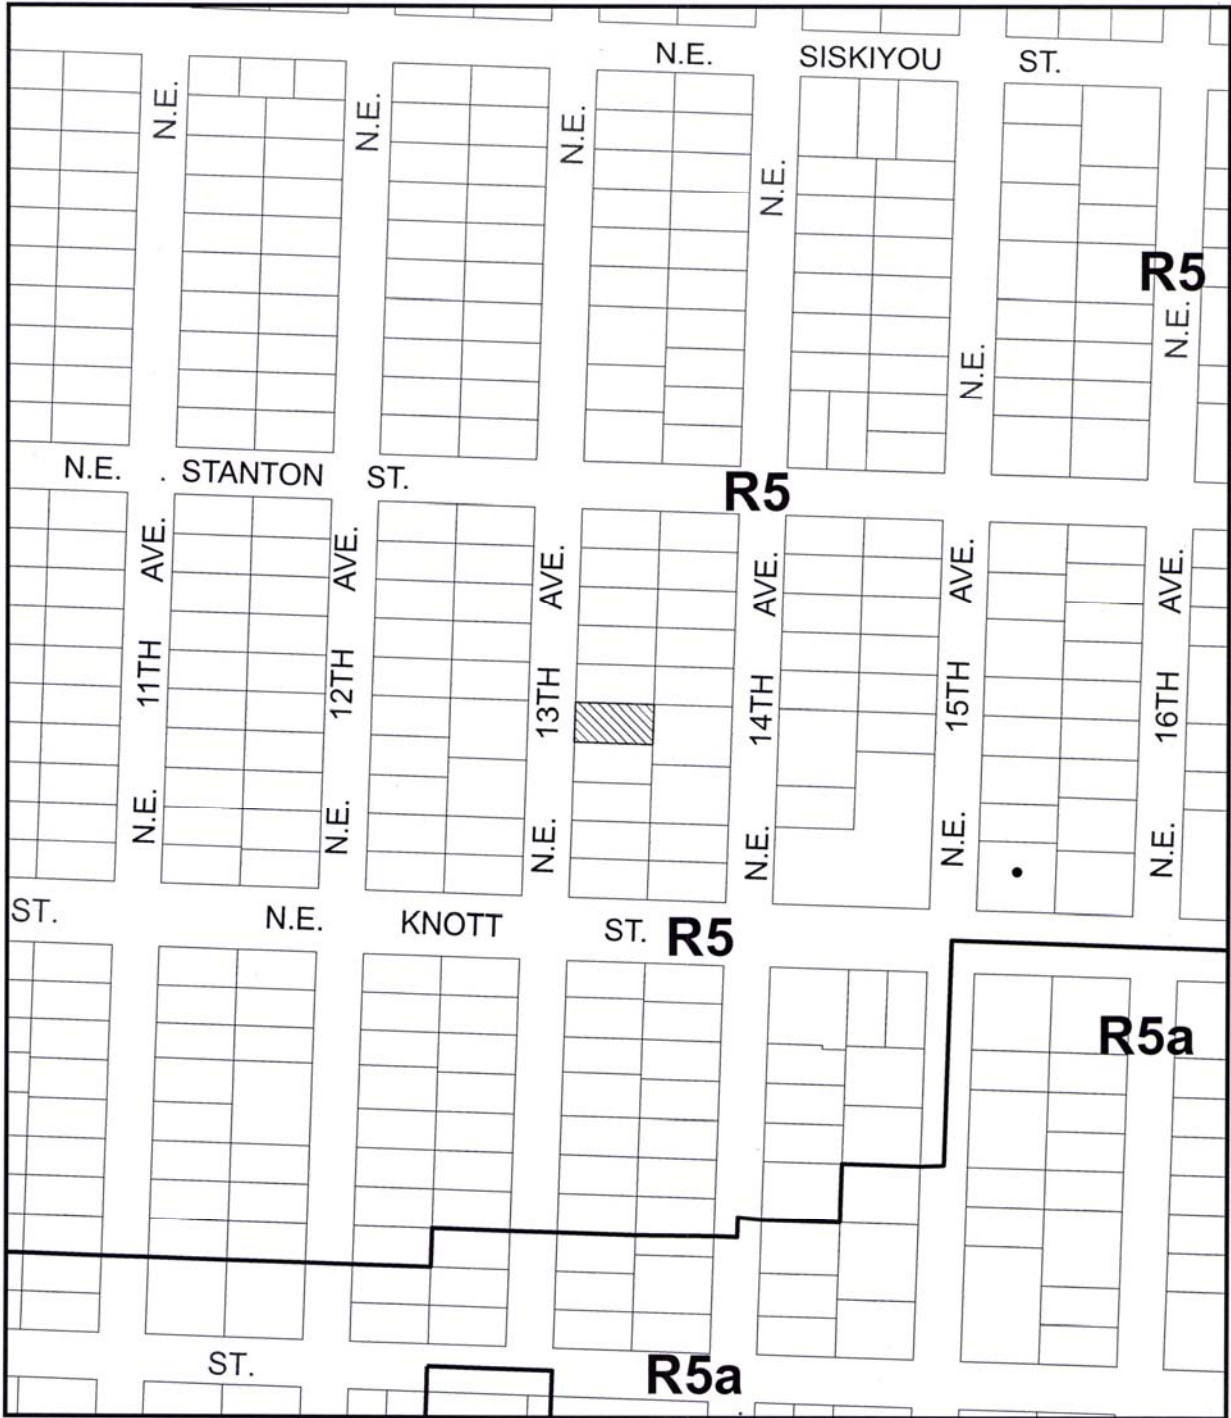 N.E. SISKIYOU ST.
N.E.
N.E.
N.E.
N.E.
R5
N.E.
N.E.
N.E. . STANTON ST.
R5
N.E. 11TH AVE.
N.E. 12TH AVE.
N.E. 13TH AVE.
N.E. 14TH AVE.
N.E. 15TH AVE.
N.E. 16TH AVE.
ST. N.E. KNOTT ST. R5
R5a
ST.
R5a